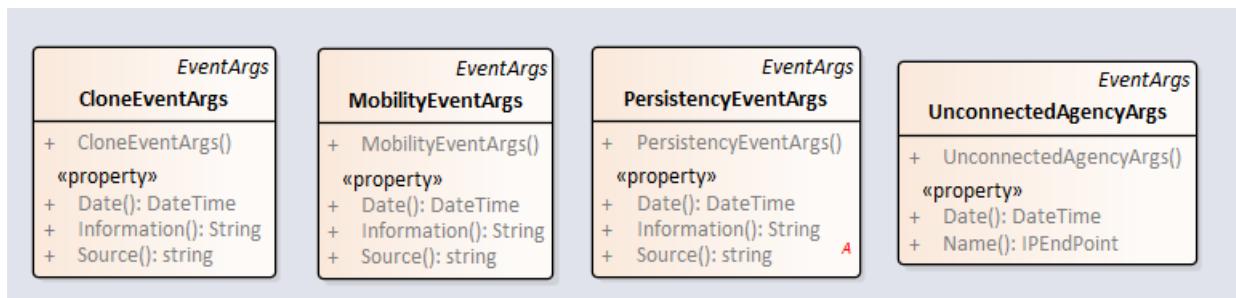 EventArgs
CloneEventArgs
+ CloneEventArgs()
«property»
+ Date(): DateTime
+ Information(): String
+ Source(): string
EventArgs
MobilityEventArgs
+ MobilityEventArgs()
«property»
+ Date(): DateTime
+ Information(): String
+ Source(): string
EventArgs
PersistencyEventArgs
+ PersistencyEventArgs()
«property»
+ Date(): DateTime
+ Information(): String
+ Source(): string
A
EventArgs
UnconnectedAgencyArgs
+ UnconnectedAgencyArgs()
«property»
+ Date(): DateTime
+ Name(): IPEndPoint